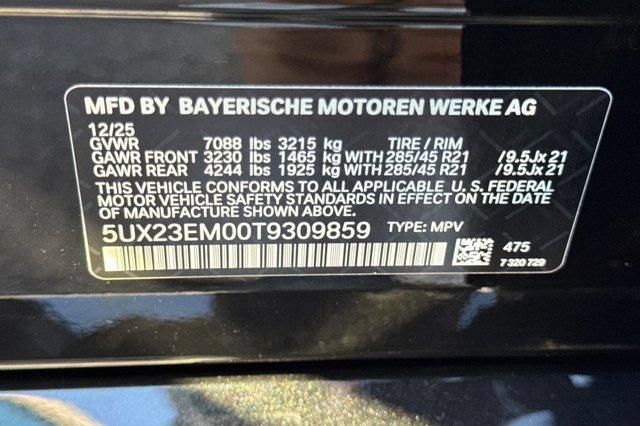 MFD BY BAYERISCHE MOTOREN WERKE AG
12/25
GVWR 7088 lbs 3215 kg TIRE / RIM
GAWR FRONT 3230 lbs 1465 kg WITH 285/45 R21 /9.5Jx21
GAWR REAR 4244 lbs 1925 kg WITH 285/45 R21 /9.5Jx21
THIS VEHICLE CONFORMS TO ALL APPLICABLE U. S. FEDERAL
MOTOR VEHICLE SAFETY STANDARDS IN EFFECT ON THE DATE
OF MANUFACTURE SHOWN ABOVE.
5UX23EM00T9309859 TYPE: MPV
475
7 320 729